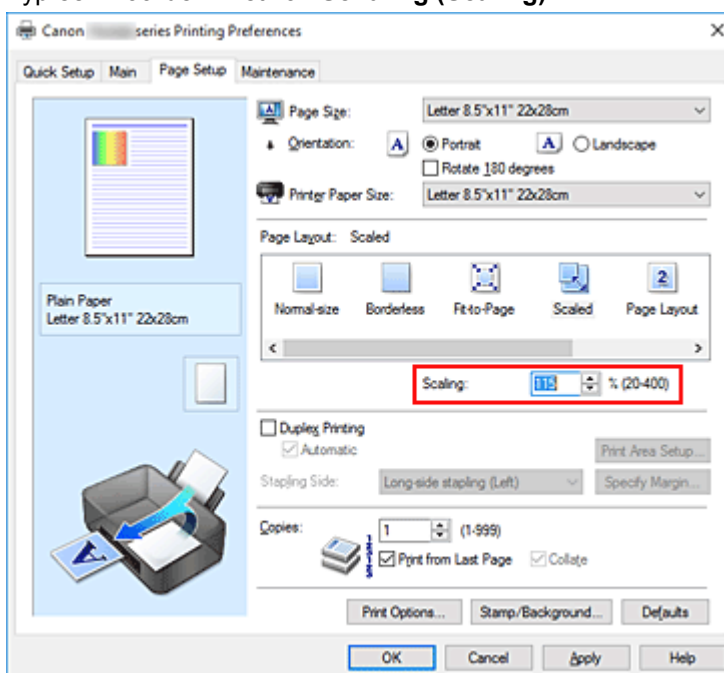 Canon series Printing Preferences
Quick Setup Main Page Setup Maintenance
Page Size: Letter 8.5"x11" 22x28cm
Orientation: A Portrait A Landscape
Rotate 180 degrees
Printer Paper Size: Letter 8.5"x11" 22x28cm
Page Layout: Scaled
Normal-size Borderless Fit-to-Page Scaled Page Layout
Plain Paper
Letter 8.5"x11" 22x28cm
Scaling: 115 % (20-400)
Duplex Printing
Automatic
Print Area Setup...
Stapling Side: Long-side stapling (Left) Specify Margin...
Copies: 1 (1-999)
Print from Last Page Collate
Print Options... Stamp/Background... Defaults
OK Cancel Apply Help